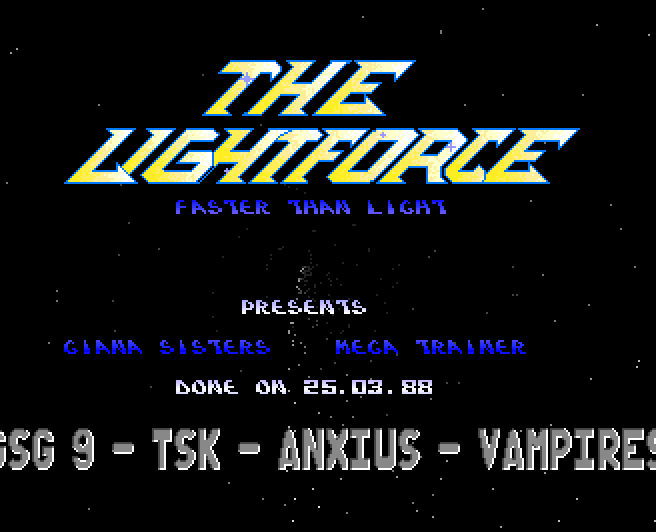 THE
LIGHTFORCE
FASTER THAN LIGHT
PRESENTS
GIANA SISTERS MEGA TRAINER
DONE ON 25.03.88
GSG 9 - TSK - ANXIUS - VAMPIRES